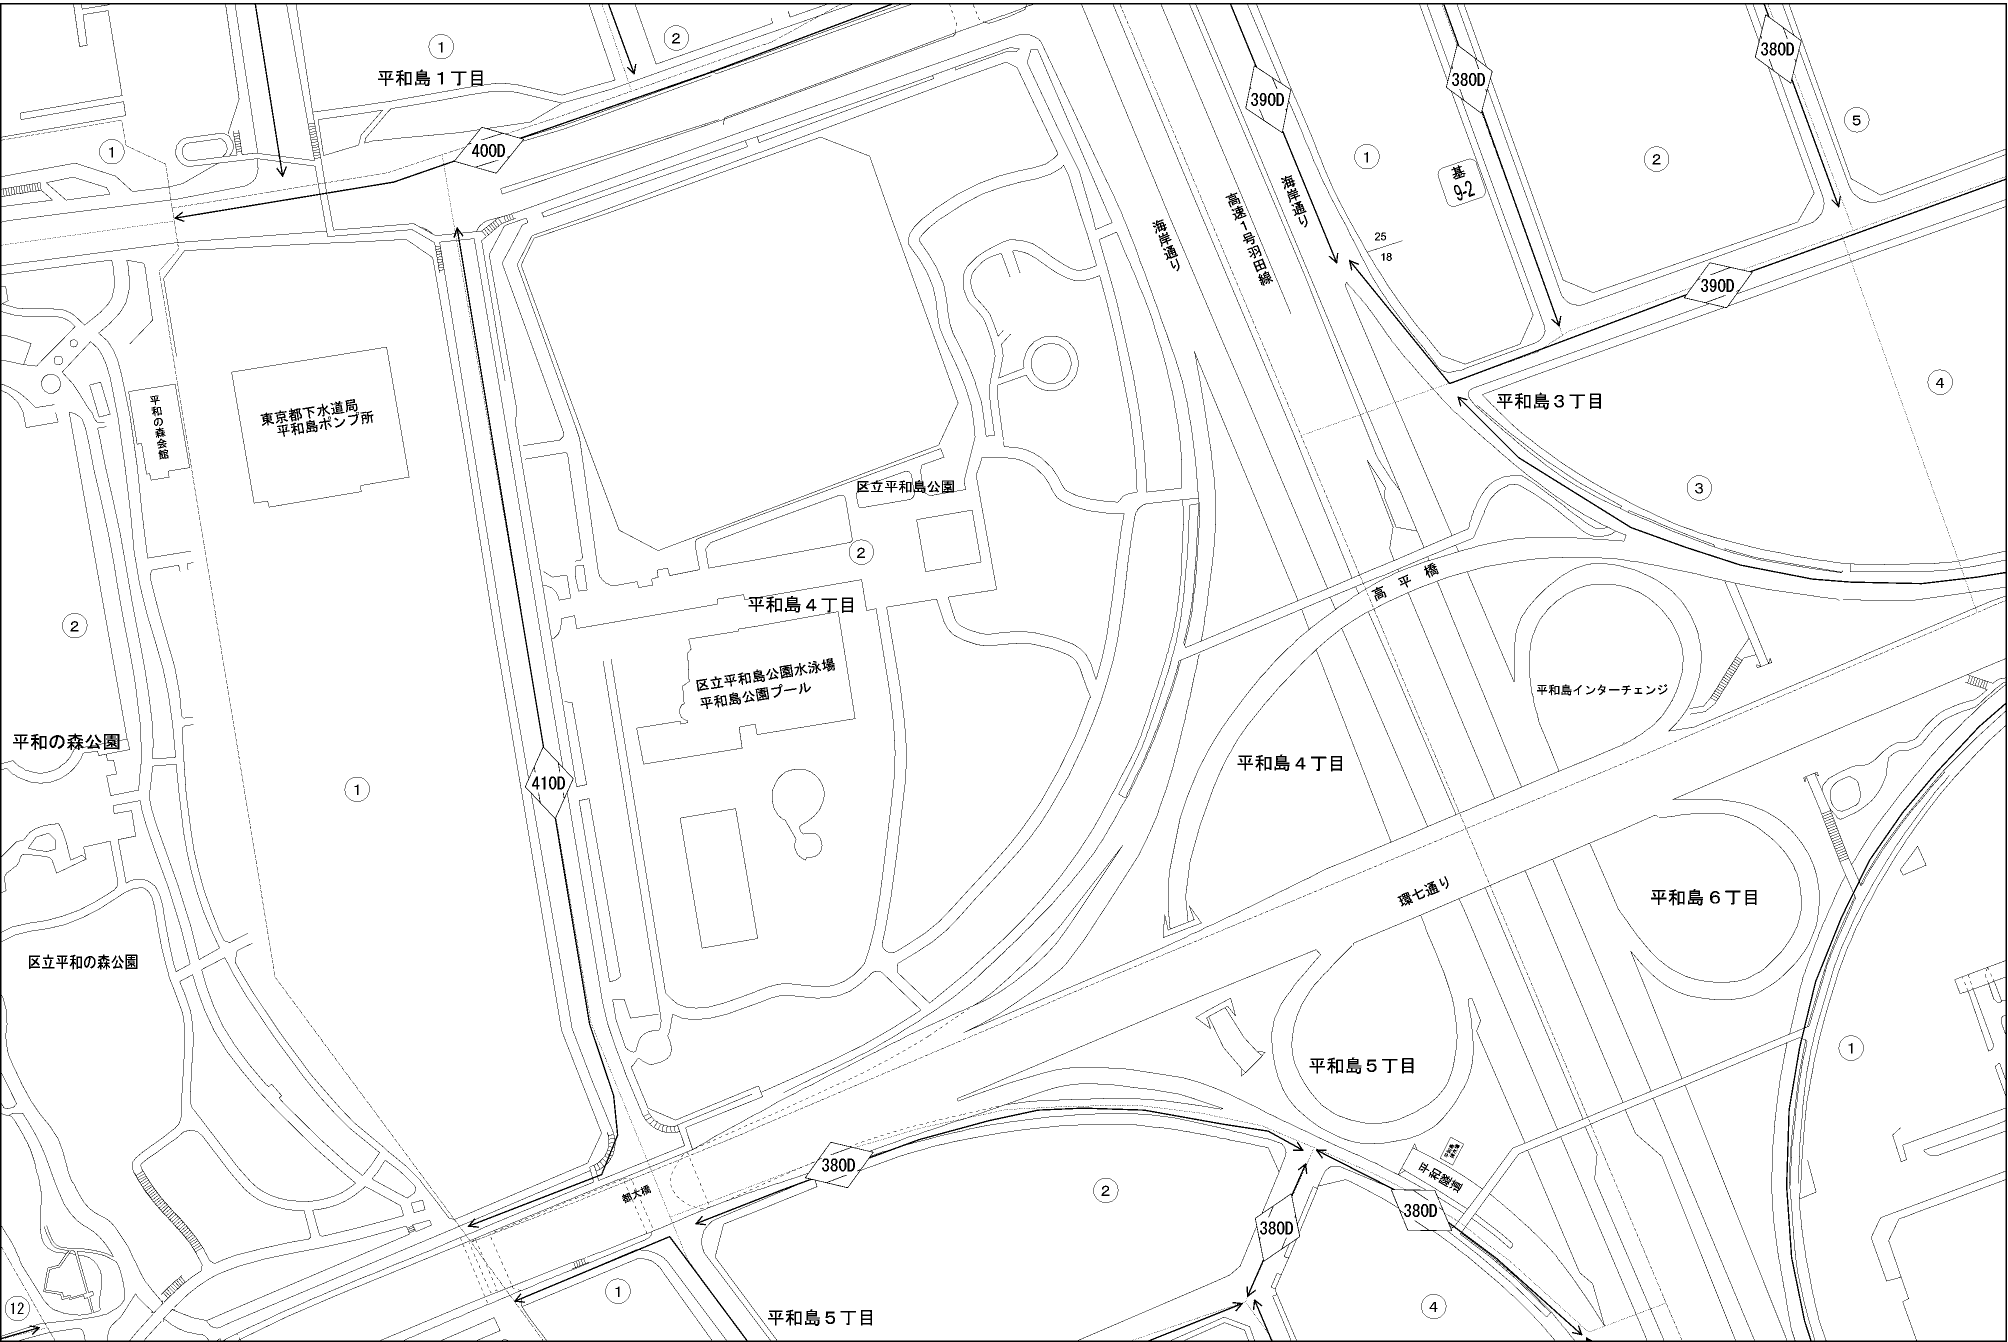 ①
②
平和島１丁目
380D
390D
380D
400D
①
①
②
⑤
基
9-2
海岸通り
高速１号羽田線
海岸通り
25
18
390D
平和の森会館
東京都下水道局
平和島ポンプ所
平和島３丁目
④
区立平和島公園
③
②
高平橋
平和島４丁目
②
区立平和島公園水泳場
平和島公園プール
平和島インターチェンジ
平和の森公園
平和島４丁目
①
410D
環七通り
平和島６丁目
区立平和の森公園
①
平和島５丁目
380D
平和隧道
都大橋
②
380D
380D
①
④
⑫
平和島５丁目